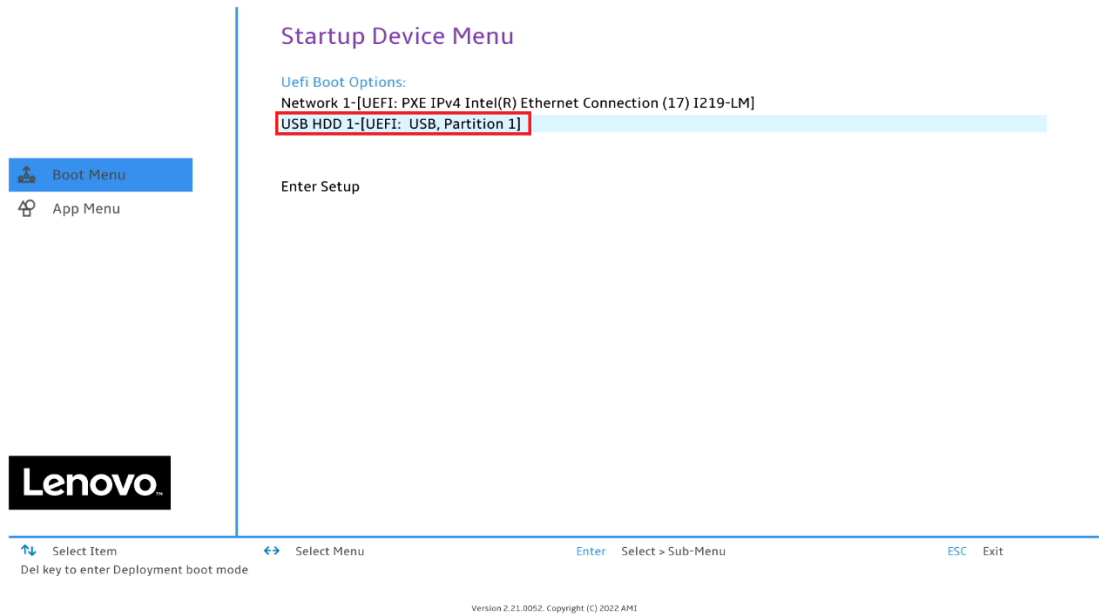 Startup Device Menu
Uefi Boot Options:
Network 1-[UEFI: PXE IPv4 Intel(R) Ethernet Connection (17) I219-LM]
USB HDD 1-[UEFI:  USB, Partition 1]
Enter Setup
Boot Menu
App Menu
Lenovo™
Select Item
Select Menu
Enter Select > Sub-Menu
ESC Exit
Del key to enter Deployment boot mode
Version 2.21.0052. Copyright (C) 2022 AMI